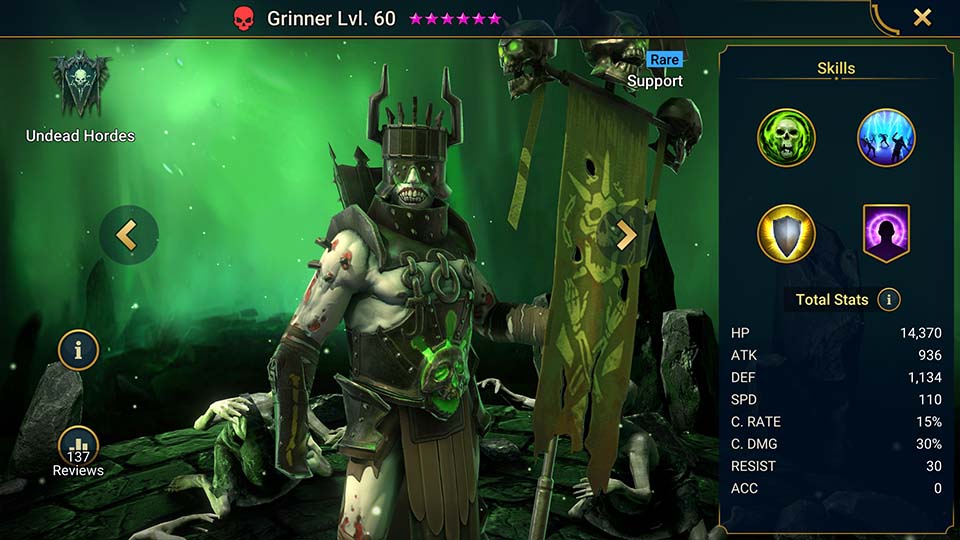 Grinner Lvl. 60
Rare
Support
Undead Hordes
137
Reviews
Skills
Total Stats
HP 14,370
ATK 936
DEF 1,134
SPD 110
C. RATE 15%
C. DMG 30%
RESIST 30
ACC 0